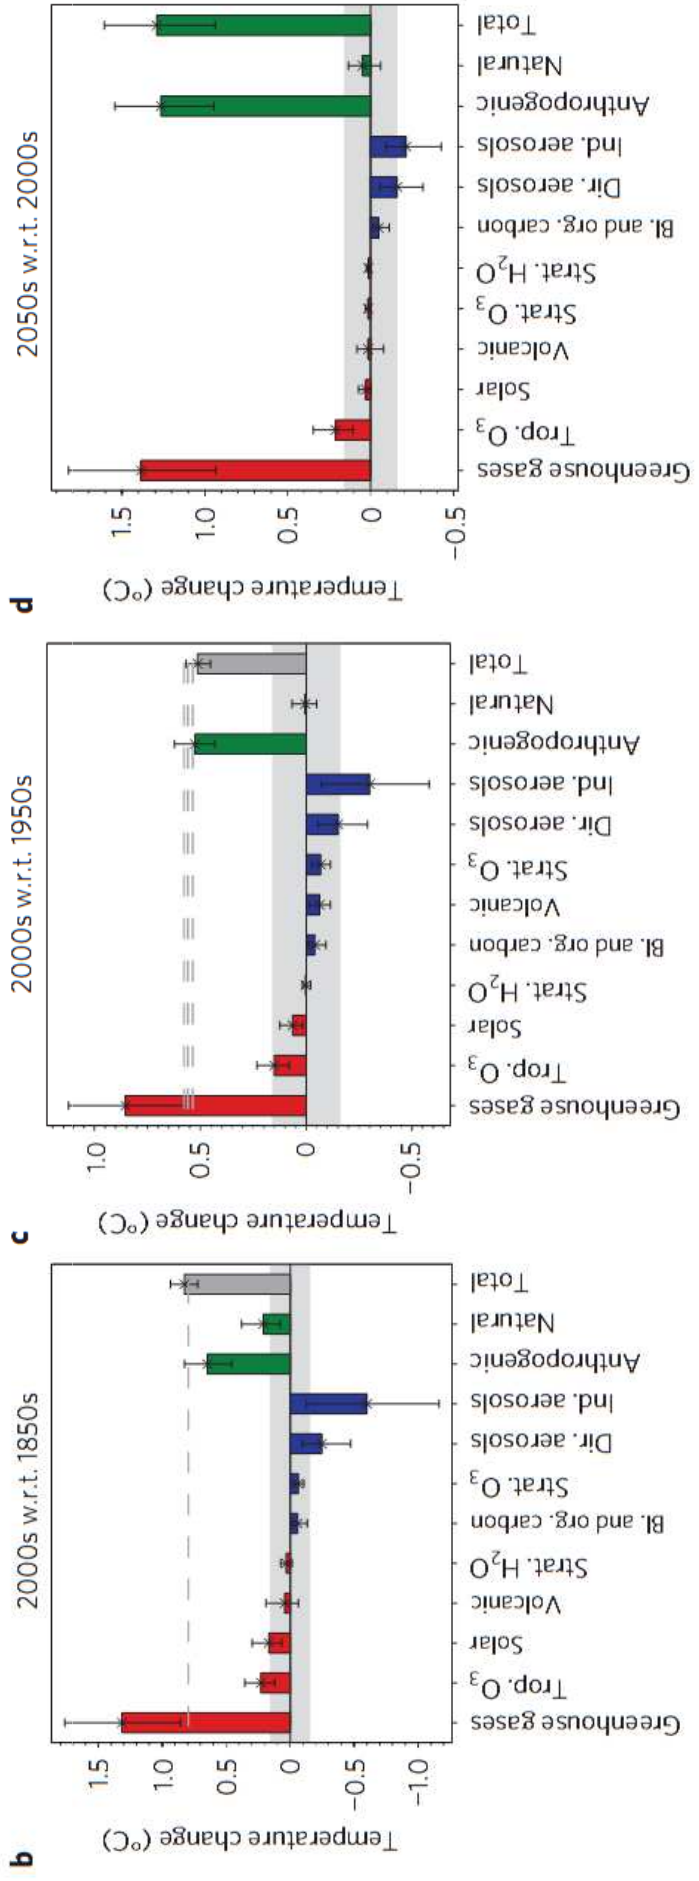 b
2000s w.r.t. 1850s
Temperature change (°C)
1.5
1.0
0.5
0
−0.5
−1.0
Greenhouse gases
Trop. O3
Solar
Volcanic
Strat. H2O
Bl. and org. carbon
Strat. O3
Dir. aerosols
Ind. aerosols
Anthropogenic
Natural
Total
c
2000s w.r.t. 1950s
Temperature change (°C)
1.0
0.5
0
−0.5
Greenhouse gases
Trop. O3
Solar
Strat. H2O
Bl. and org. carbon
Volcanic
Strat. O3
Dir. aerosols
Ind. aerosols
Anthropogenic
Natural
Total
d
2050s w.r.t. 2000s
Temperature change (°C)
1.5
1.0
0.5
0
−0.5
Greenhouse gases
Trop. O3
Solar
Volcanic
Strat. O3
Strat. H2O
Bl. and org. carbon
Dir. aerosols
Ind. aerosols
Anthropogenic
Natural
Total